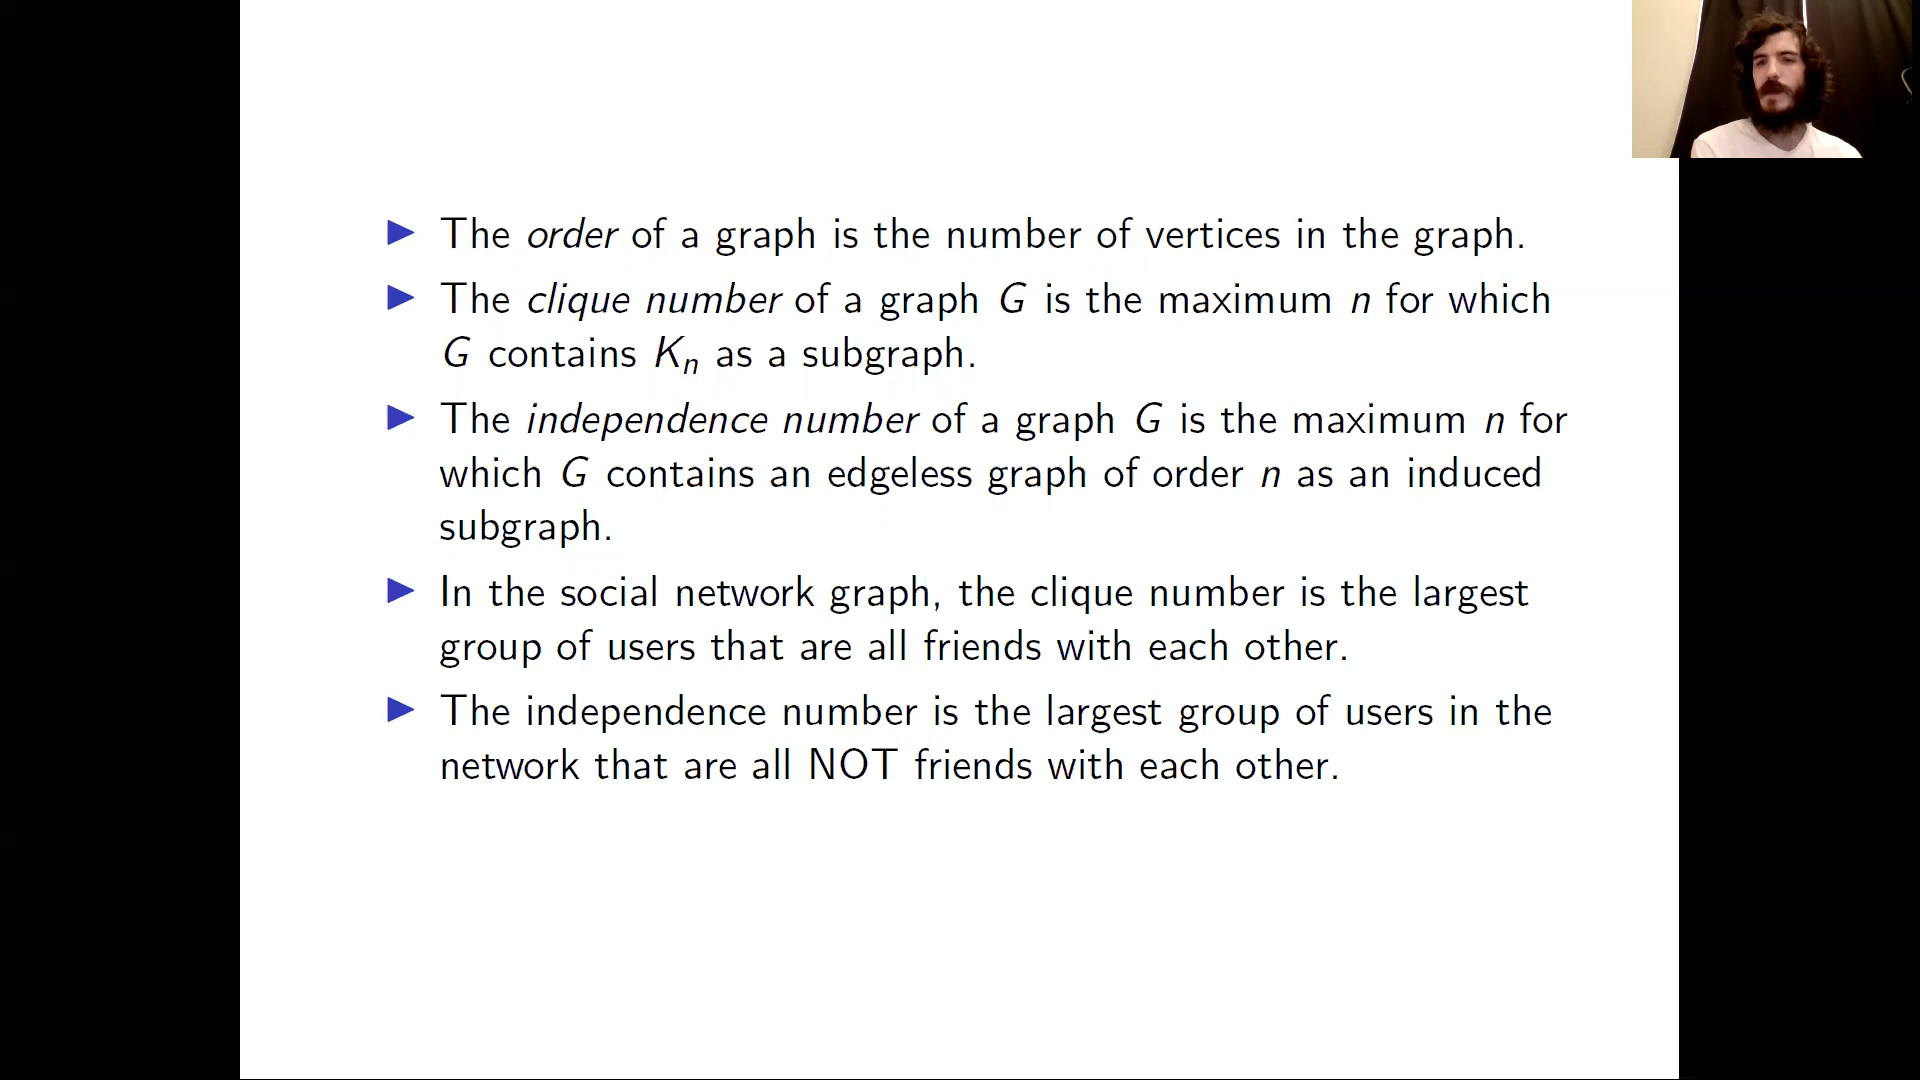 ▶ The order of a graph is the number of vertices in the graph.
▶ The clique number of a graph G is the maximum n for which
G contains Kₙ as a subgraph.
▶ The independence number of a graph G is the maximum n for
which G contains an edgeless graph of order n as an induced
subgraph.
▶ In the social network graph, the clique number is the largest
group of users that are all friends with each other.
▶ The independence number is the largest group of users in the
network that are all NOT friends with each other.